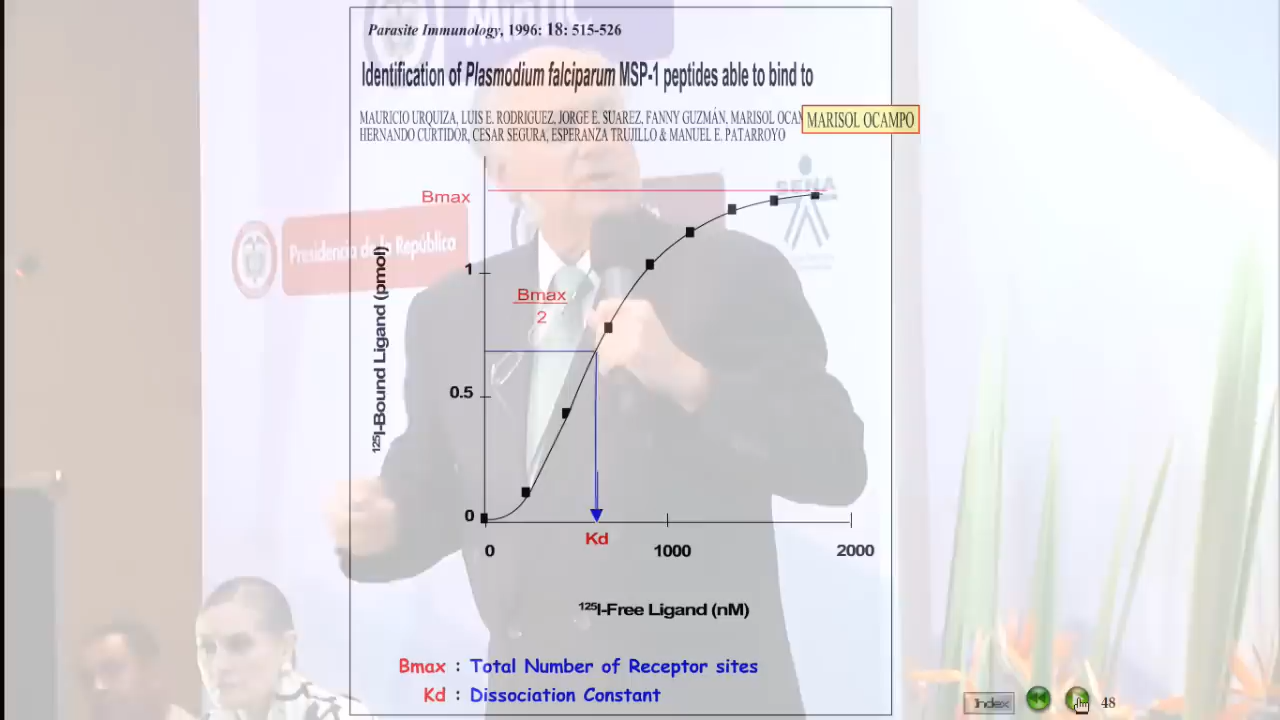 Parasite Immunology, 1996: 18: 515-526
Identification of Plasmodium falciparum MSP-1 peptides able to bind to
MAURICIO URQUIZA, LUIS E. RODRIGUEZ, JORGE E. SUAREZ, FANNY GUZMÁN, MARISOL OCAM
MARISOL OCAMPO
HERNANDO CURTIDOR, CESAR SEGURA, ESPERANZA TRUJILLO & MANUEL E. PATARROYO
SENA
Bmax
Presidencia de la República
1
Bmax
2
125I-Bound Ligand (pmol)
0.5
0
Kd
0
1000
2000
125I-Free Ligand (nM)
Bmax : Total Number of Receptor sites
Kd : Dissociation Constant
Index
48